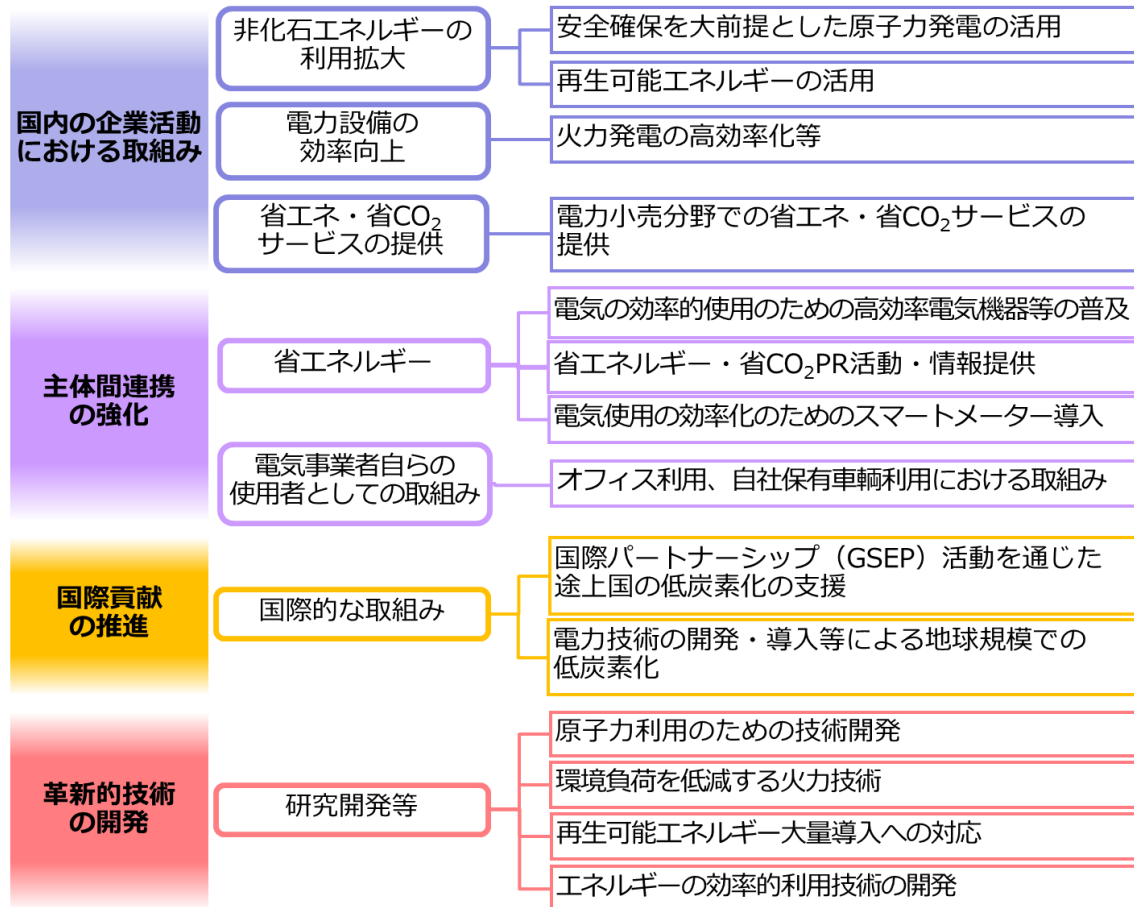 国内の企業活動
における取組み
非化石エネルギーの
利用拡大
安全確保を大前提とした原子力発電の活用
再生可能エネルギーの活用
電力設備の
効率向上
火力発電の高効率化等
省エネ・省CO₂
サービスの提供
電力小売分野での省エネ・省CO₂サービスの
提供
主体間連携
の強化
省エネルギー
電気の効率的使用のための高効率電気機器等の普及
省エネルギー・省CO₂PR活動・情報提供
電気使用の効率化のためのスマートメーター導入
電気事業者自らの
使用者としての取組み
オフィス利用、自社保有車輌利用における取組み
国際貢献
の推進
国際的な取組み
国際パートナーシップ（GSEP）活動を通じた
途上国の低炭素化の支援
電力技術の開発・導入等による地球規模での
低炭素化
革新的技術
の開発
研究開発等
原子力利用のための技術開発
環境負荷を低減する火力技術
再生可能エネルギー大量導入への対応
エネルギーの効率的利用技術の開発